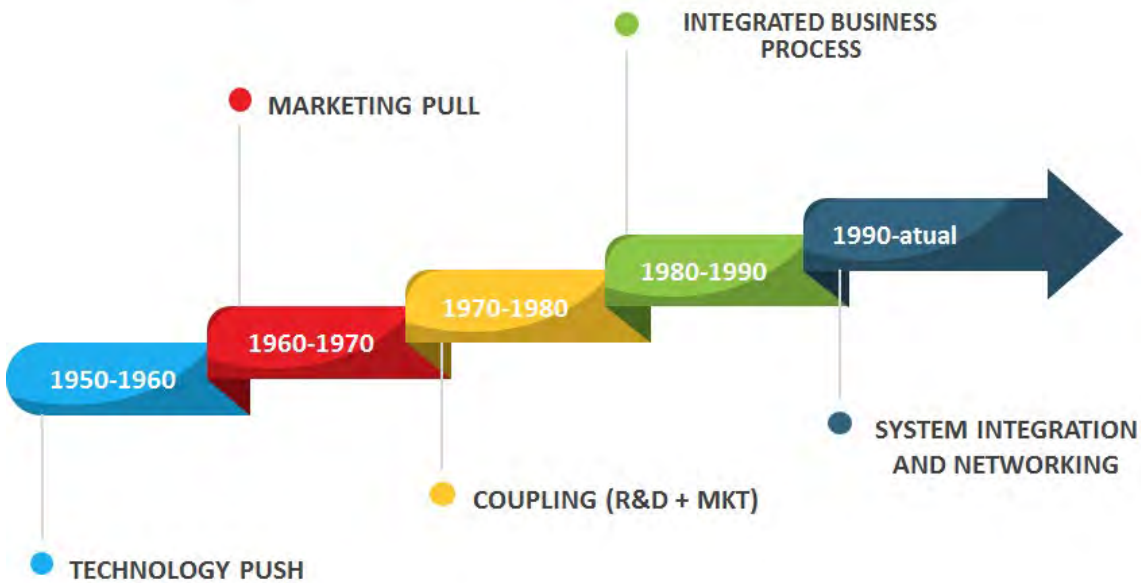 INTEGRATED BUSINESS
PROCESS
MARKETING PULL
1990-atual
1980-1990
1970-1980
1960-1970
1950-1960
SYSTEM INTEGRATION
AND NETWORKING
COUPLING (R&D + MKT)
TECHNOLOGY PUSH